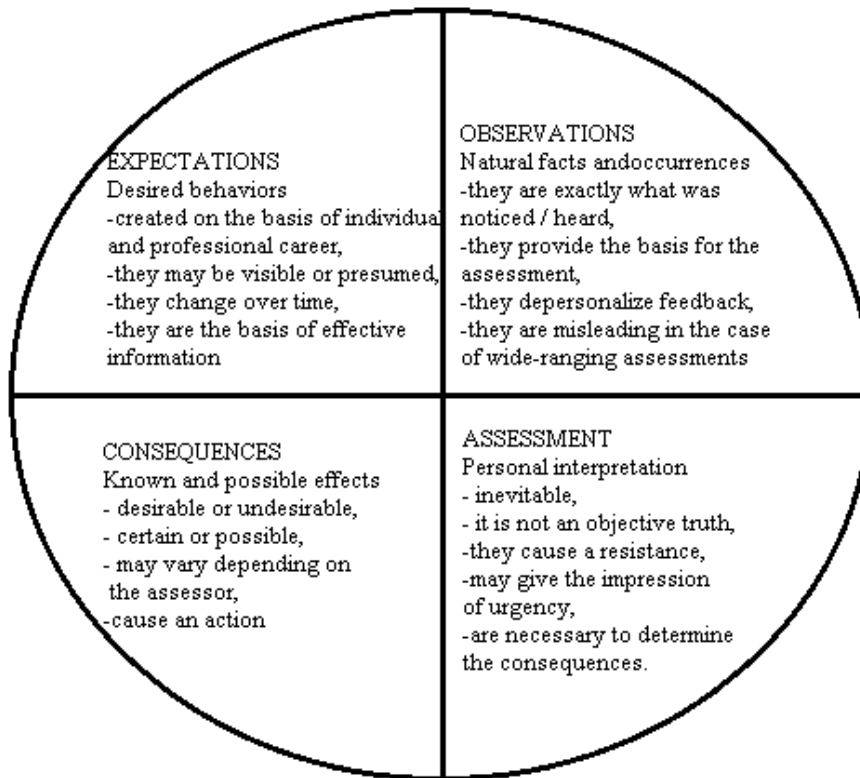 EXPECTATIONS
Desired behaviors
-created on the basis of individual
and professional career,
-they may be visible or presumed,
-they change over time,
-they are the basis of effective
information
OBSERVATIONS
Natural facts andoccurrences
-they are exactly what was
noticed / heard,
-they provide the basis for the
assessment,
-they depersonalize feedback,
-they are misleading in the case
of wide-ranging assessments
CONSEQUENCES
Known and possible effects
- desirable or undesirable,
- certain or possible,
- may vary depending on
the assessor,
-cause an action
ASSESSMENT
Personal interpretation
- inevitable,
- it is not an objective truth,
-they cause a resistance,
-may give the impression
of urgency,
-are necessary to determine
the consequences.